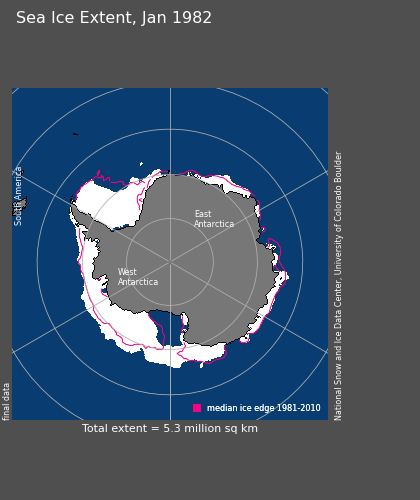 Sea Ice Extent, Jan 1982
South America
East
Antarctica
West
Antarctica
National Snow and Ice Data Center, University of Colorado Boulder
final data
median ice edge 1981-2010
Total extent = 5.3 million sq km